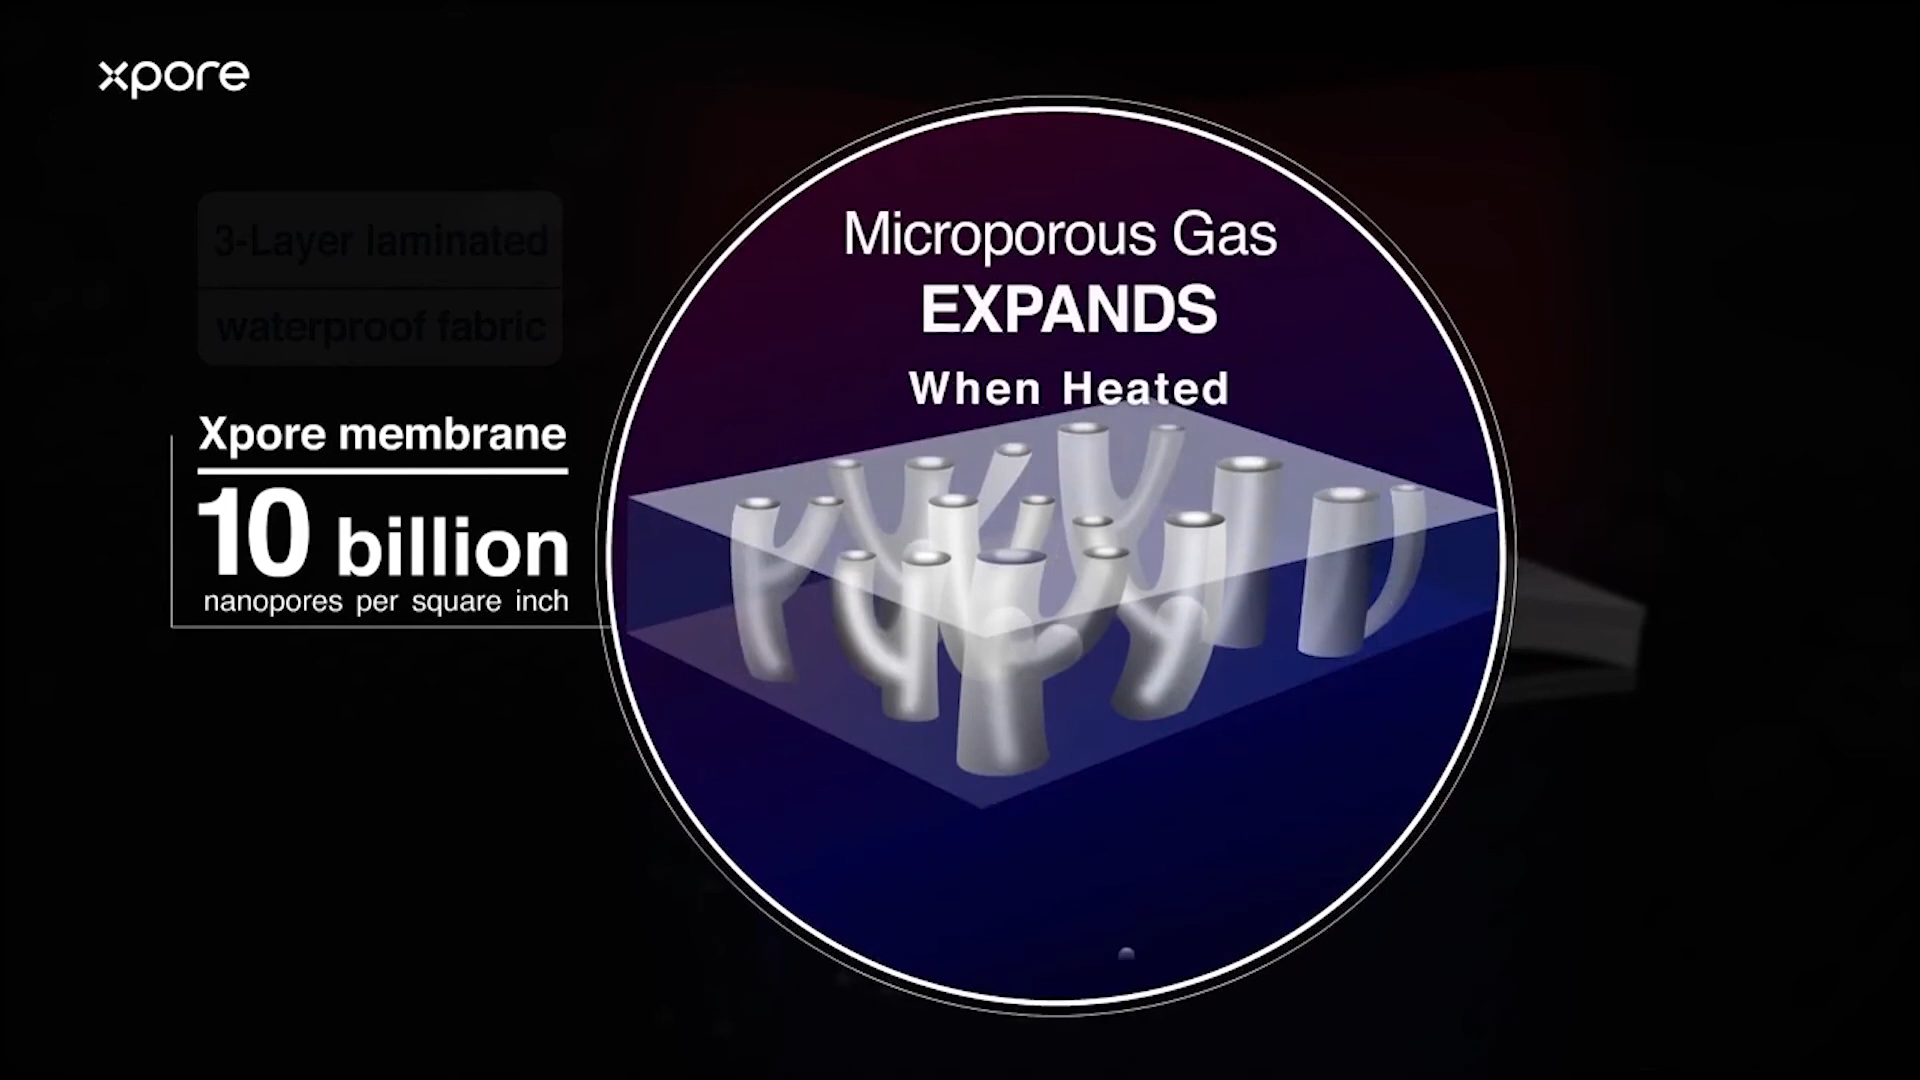 xpore
3-Layer laminated
waterproof fabric
Xpore membrane
10 billion
nanopores per square inch
Microporous Gas
EXPANDS
When Heated